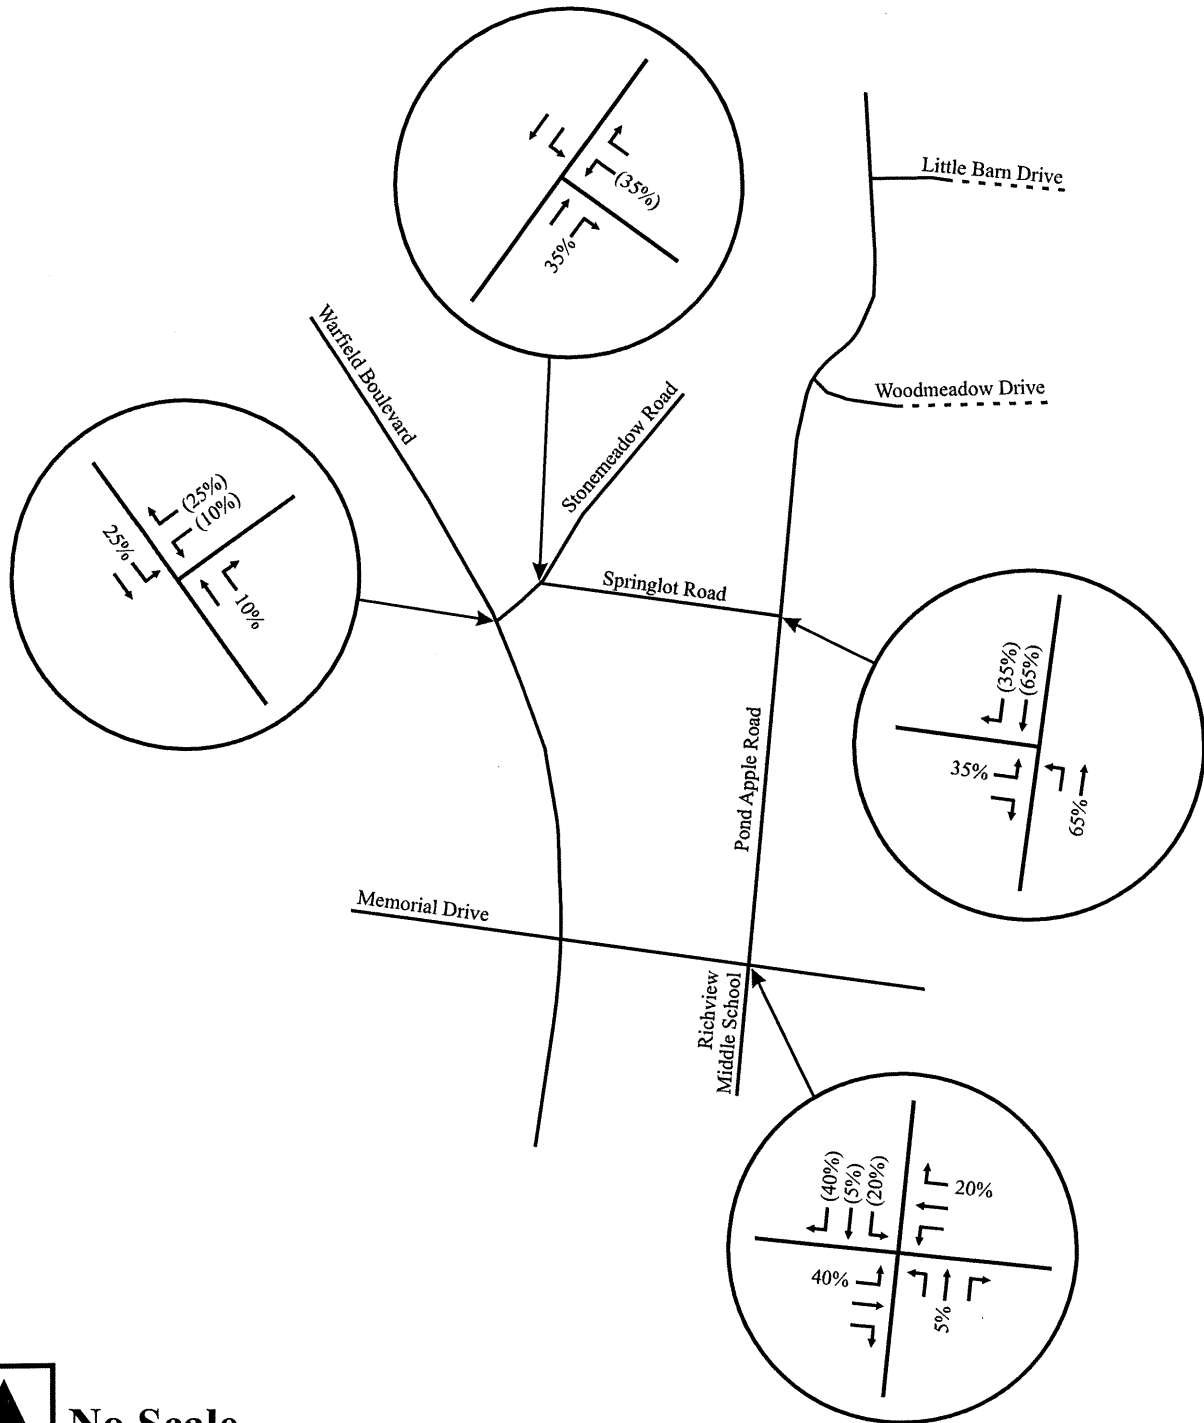 (35%)
35%
Little Barn Drive
Warfield Boulevard
Stonemeadow Road
Woodmeadow Drive
(25%)
(10%)
25%
10%
Springlot Road
(35%)
(65%)
35%
65%
Pond Apple Road
Memorial Drive
Richview
Middle School
(40%)
(5%)
(20%)
20%
40%
5%
No Scale